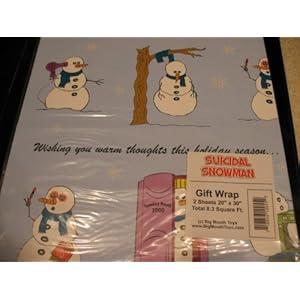 Wishing you warm thoughts this holiday season...
SUICIDAL
SNOWMAN
Gift Wrap
2 Sheets 20" x 30"
Total 8.3 Square Ft.
(c) Big Mouth Toys
www.BigMouthToys.com
2000